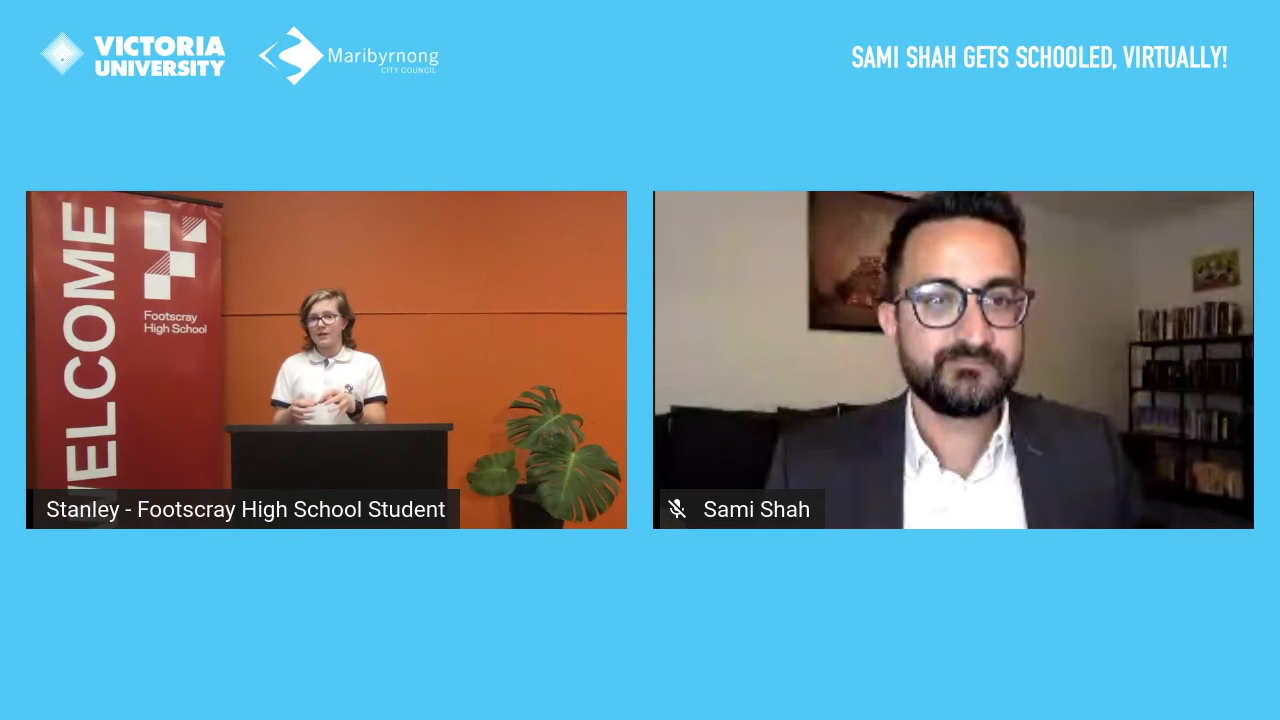 VICTORIA
UNIVERSITY
Maribyrnong
CITY COUNCIL
SAMI SHAH GETS SCHOOLED, VIRTUALLY!
WELCOME
Footscray
High School
Stanley - Footscray High School Student
Sami Shah